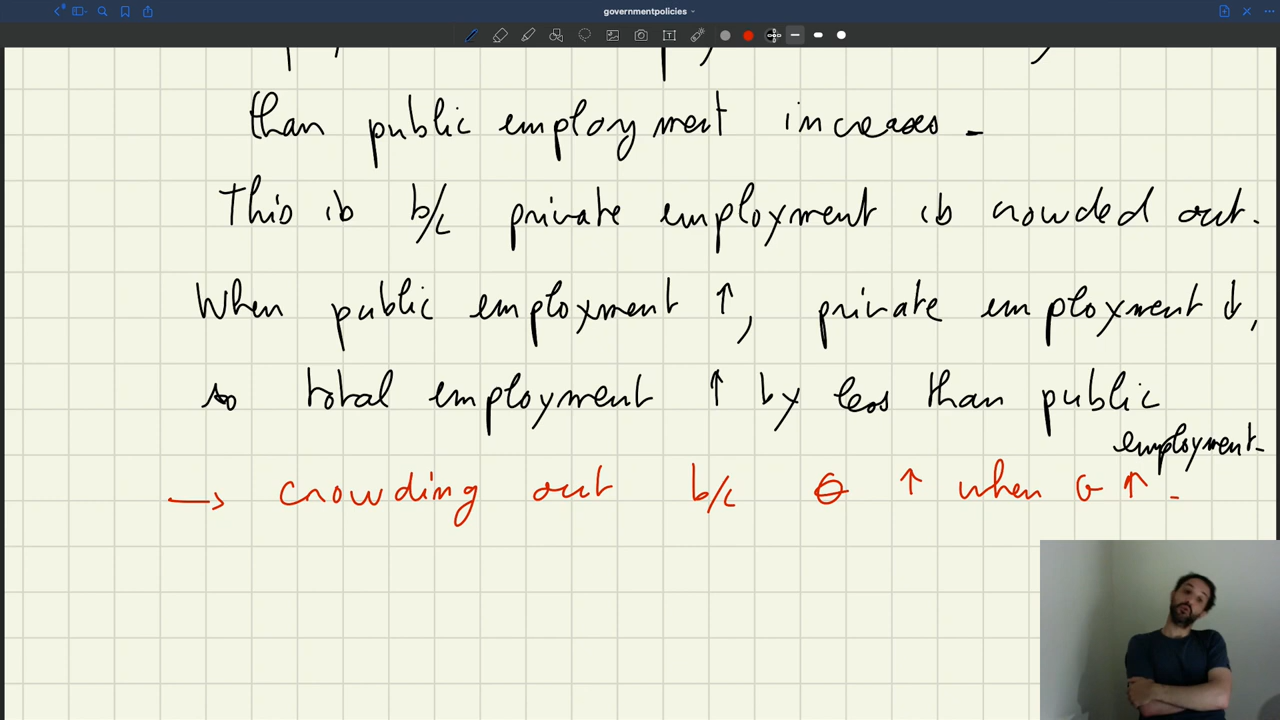 governmentpolicies
than public employment increases -
This is b/c private employment is crowded out.
When public employment ↑, private employment ↓,
so total employment ↑ by less than public
employment-
→ crowding out b/c θ ↑ when G ↑.